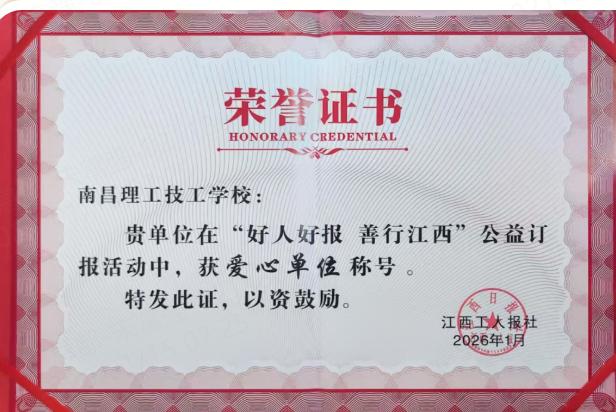 荣誉证书
HONORARY CREDENTIAL
南昌理工技工学校：
贵单位在“好人好报 善行江西”公益订
报活动中，获爱心单位称号。
特发此证，以资鼓励。
江西工人报社
2026年1月